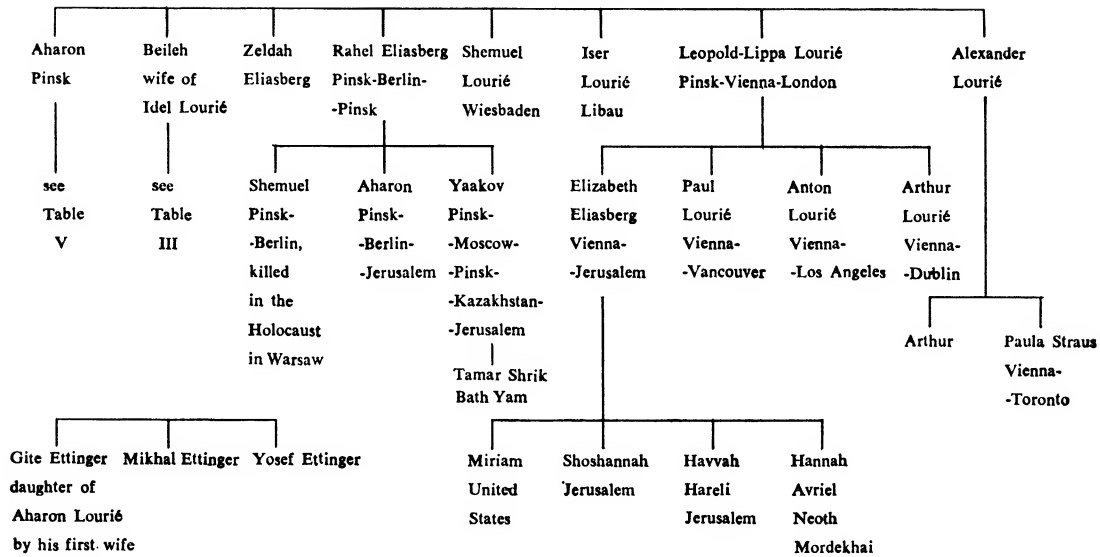 Aharon
Pinsk
Beileh
wife of
Idel Lourié
Zeldah
Eliasberg
Rahel Eliasberg
Pinsk-Berlin-
-Pinsk
Shemuel
Lourié
Wiesbaden
Iser
Lourié
Libau
Leopold-Lippa Lourié
Pinsk-Vienna-London
Alexander
Lourié
see
Table
V
see
Table
III
Shemuel
Pinsk-
-Berlin,
killed
in the
Holocaust
in Warsaw
Aharon
Pinsk-
-Berlin-
-Jerusalem
Yaakov
Pinsk-
-Moscow-
-Pinsk-
-Kazakhstan-
-Jerusalem
Tamar Shrik
Bath Yam
Elizabeth
Eliasberg
Vienna-
-Jerusalem
Paul
Lourié
Vienna-
-Vancouver
Anton
Lourié
Vienna-
-Los Angeles
Arthur
Lourié
Vienna-
-Dublin
Arthur
Paula Straus
Vienna-
-Toronto
Gite Ettinger
daughter of
Aharon Lourié
by his first wife
Mikhal Ettinger
Yosef Ettinger
Miriam
United
States
Shoshannah
Jerusalem
Havvah
Hareli
Jerusalem
Hannah
Avriel
Neoth
Mordekhai